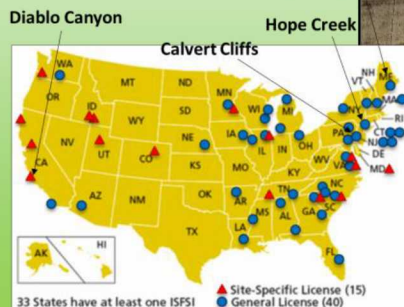 Diablo Canyon
Hope Creek
Calvert Cliffs
WA
MT
ND
MN
VT
NH
ME
OR
ID
WY
SD
WI
MI
NY
MA
RI
CT
NJ
DE
MD
NV
UT
CO
NE
IA
IL
IN
OH
PA
WV
VA
CA
KS
MO
KY
NC
AZ
NM
OK
AR
TN
SC
MS
AL
GA
TX
LA
FL
AK
HI
Site-Specific License (15)
33 States have at least one ISFSI
General License (40)